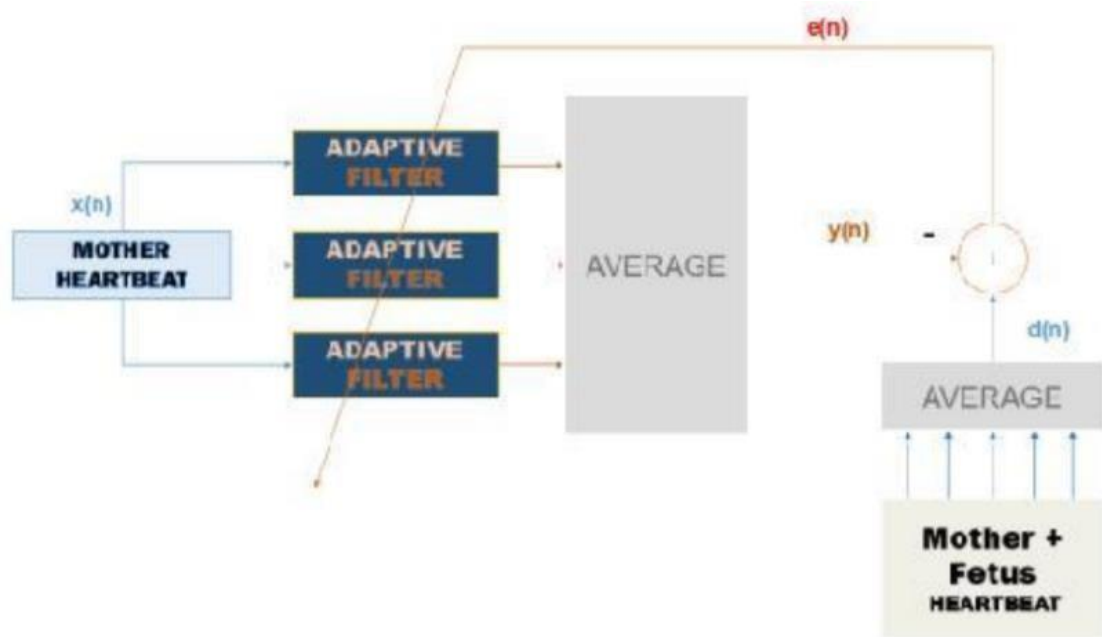 e(n)
ADAPTIVE
FILTER
x(n)
MOTHER
HEARTBEAT
ADAPTIVE
FILTER
AVERAGE
y(n)
-
ADAPTIVE
FILTER
d(n)
AVERAGE
Mother +
Fetus
HEARTBEAT